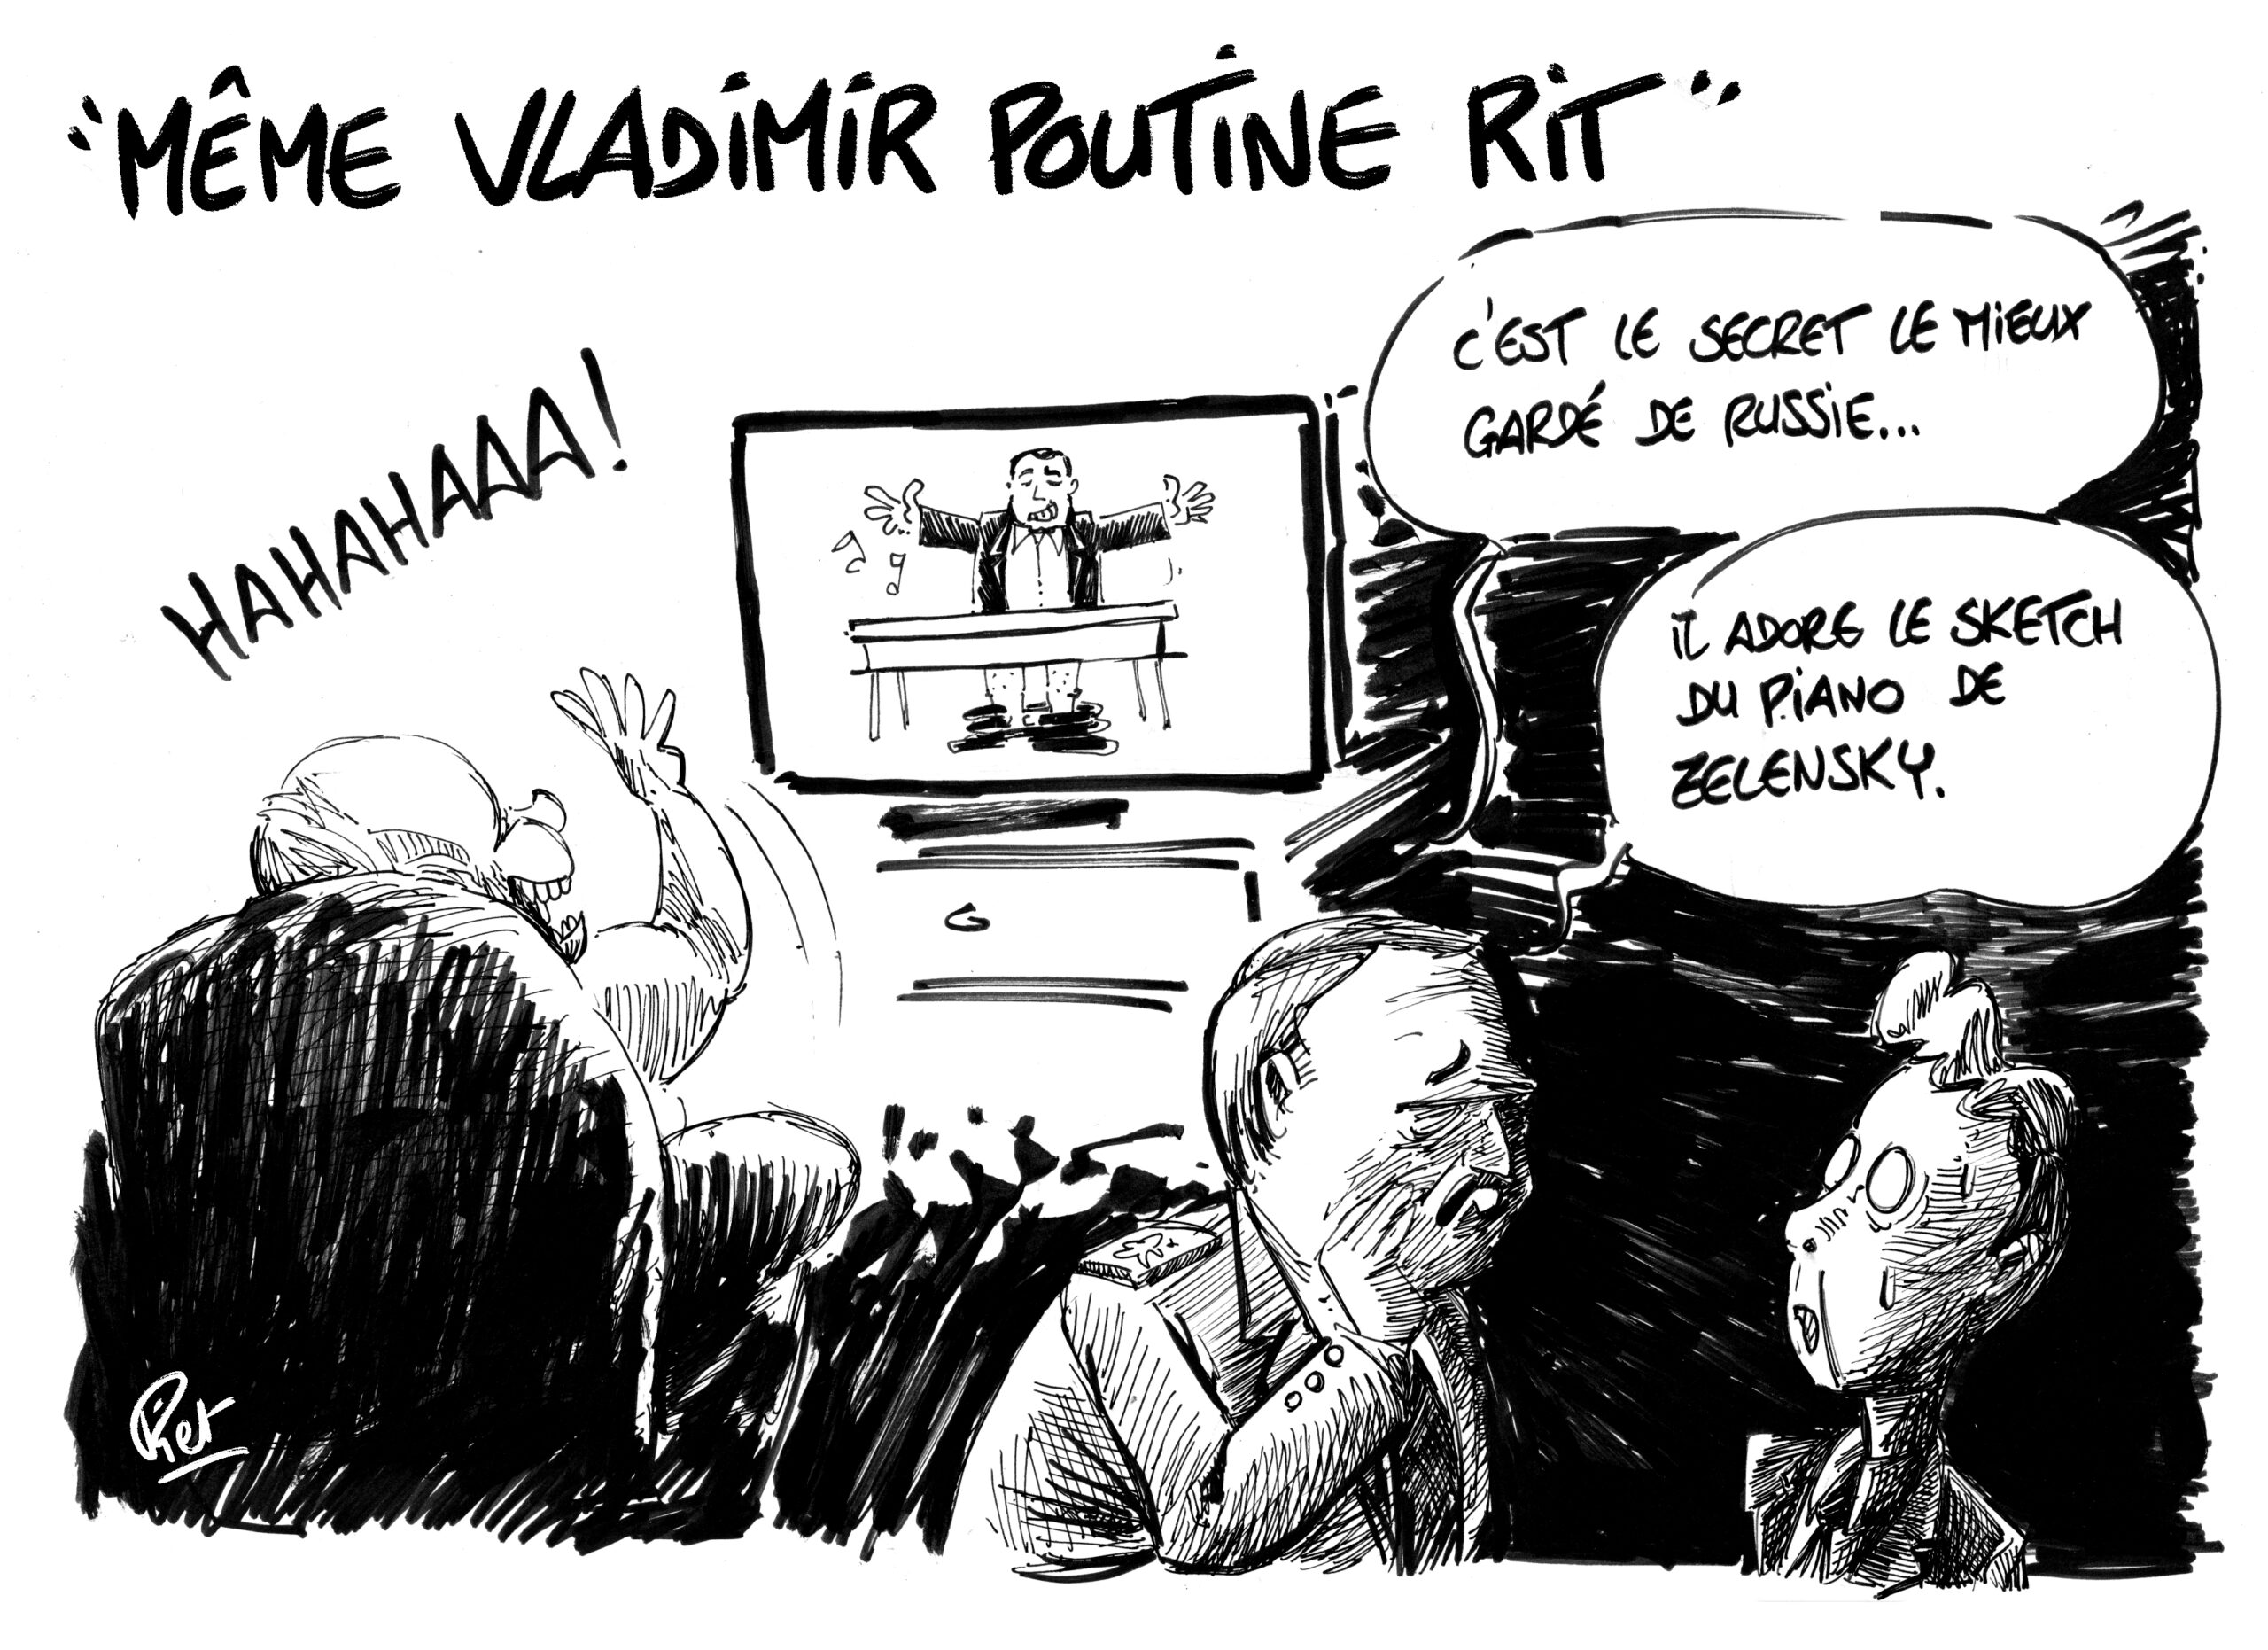 "MÊME VLADIMIR POUTINE RIT"
HAHAHAAA!
C'EST LE SECRET LE MIEUX
GARDÉ DE RUSSIE...
IL ADORE LE SKETCH
DU PIANO DE
ZELENSKY.